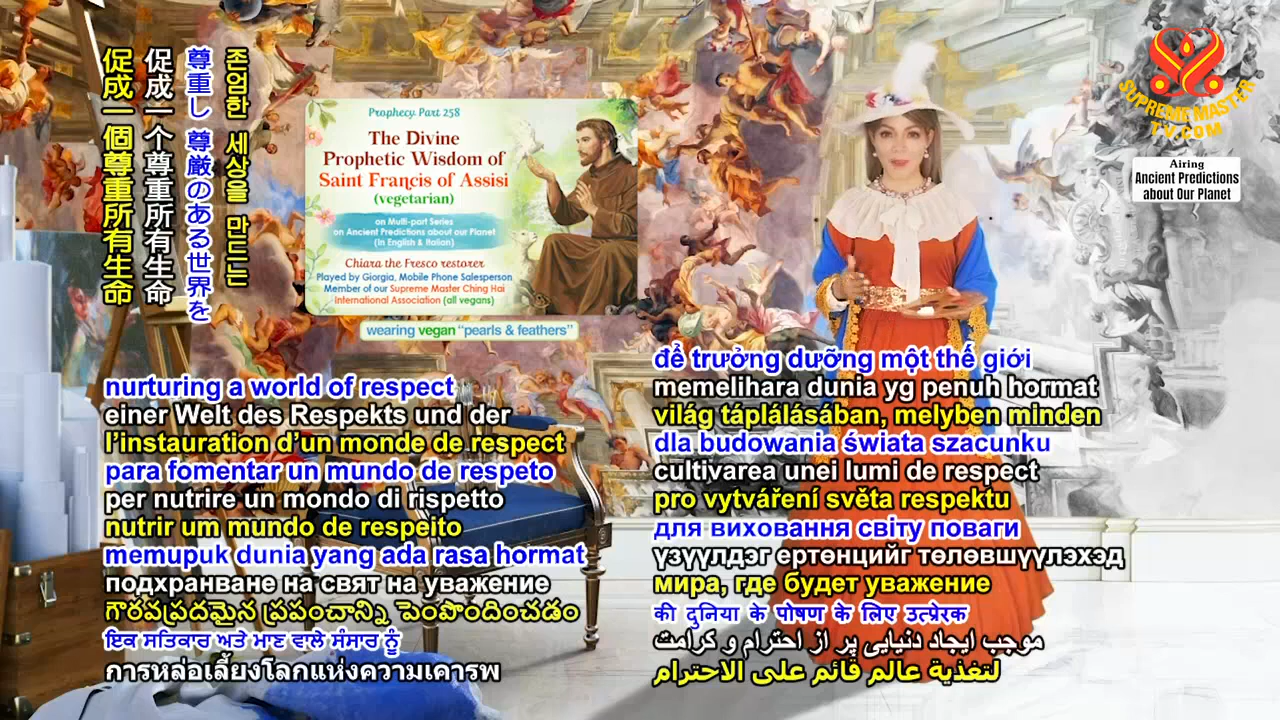 促成一個尊重所有生命
促成一个尊重所有生命
尊重し 尊厳のある世界を
존엄한 세상을 만드는
Prophecy Part 258
The Divine
Prophetic Wisdom of
Saint Francis of Assisi
(vegetarian)
on Multi-part Series
on Ancient Predictions about our Planet
(in English & Italian)
Chiara the Fresco restorer
Played by Giorgia, Mobile Phone Salesperson
Member of our Supreme Master Ching Hai
International Association (all vegans)
wearing vegan "pearls & feathers"
SUPREME MASTER
TV.COM
Airing
Ancient Predictions
about Our Planet
nurturing a world of respect
einer Welt des Respekts und der
l'instauration d'un monde de respect
para fomentar un mundo de respeto
per nutrire un mondo di rispetto
nutrir um mundo de respeito
memupuk dunia yang ada rasa hormat
подхранване на свят на уважение
గౌరవప్రదమైన ప్రపంచాన్ని పెంపొందించడం
ਇਕ ਸਤਿਕਾਰ ਅਤੇ ਮਾਣ ਵਾਲੇ ਸੰਸਾਰ ਨੂੰ
การหล่อเลี้ยงโลกแห่งความเคารพ
để trưởng dưỡng một thế giới
memelihara dunia yg penuh hormat
világ táplálásában, melyben minden
dla budowania świata szacunku
cultivarea unei lumi de respect
pro vytváření světa respektu
для виховання світу поваги
үзүүлдэг ертөнцийг төлөвшүүлэхэд
мира, где будет уважение
की दुनिया के पोषण के लिए उत्प्रेरक
موجب ایجاد دنیایی پر از احترام و کرامت
لتغذية عالم قائم على الاحترام